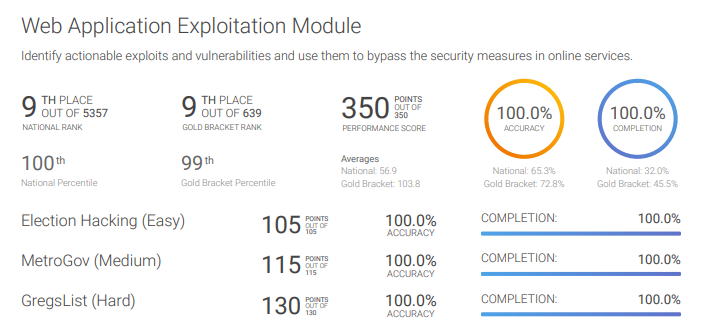 Web Application Exploitation Module
Identify actionable exploits and vulnerabilities and use them to bypass the security measures in online services.
9 TH PLACE OUT OF 5357
NATIONAL RANK
9 TH PLACE OUT OF 639
GOLD BRACKET RANK
350 POINTS OUT OF 350
PERFORMANCE SCORE
100.0%
ACCURACY
100.0%
COMPLETION
100th
National Percentile
99th
Gold Bracket Percentile
Averages
National: 56.9
Gold Bracket: 103.8
National: 65.3%
Gold Bracket: 72.8%
National: 32.0%
Gold Bracket: 45.5%
Election Hacking (Easy)
105 POINTS OUT OF 105
100.0%
ACCURACY
COMPLETION: 100.0%
MetroGov (Medium)
115 POINTS OUT OF 115
100.0%
ACCURACY
COMPLETION: 100.0%
GregsList (Hard)
130 POINTS OUT OF 130
100.0%
ACCURACY
COMPLETION: 100.0%